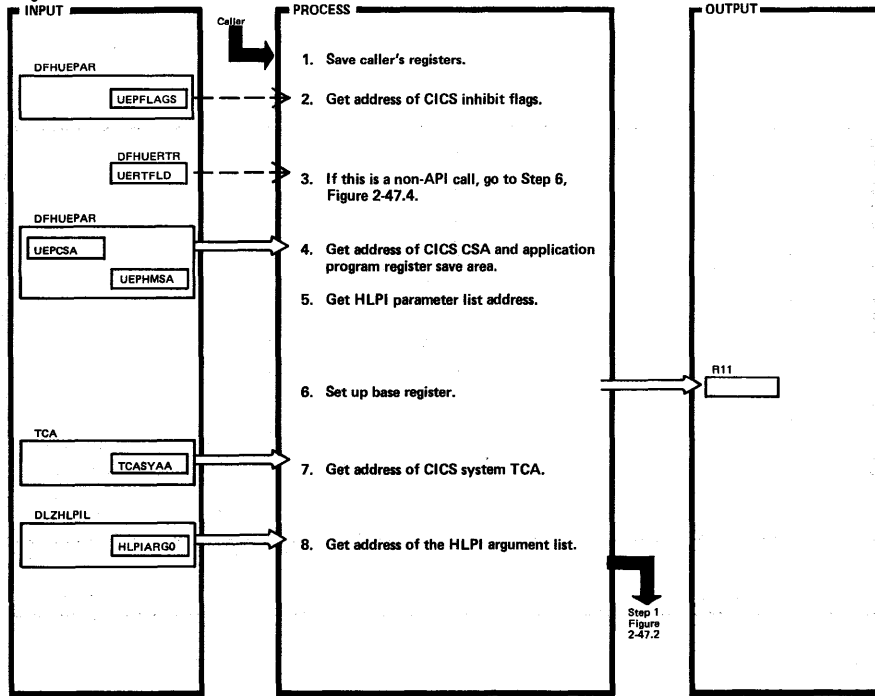 INPUT
PROCESS
OUTPUT
Caller
1. Save caller's registers.
DFHUEPAR
UEPFLAGS
2. Get address of CICS inhibit flags.
DFHUERTR
UERTFLD
3. If this is a non-API call, go to Step 6,
Figure 2-47.4.
DFHUEPAR
UEPCSA
UEPHMSA
4. Get address of CICS CSA and application
program register save area.
5. Get HLPI parameter list address.
6. Set up base register.
R11
TCA
TCASYAA
7. Get address of CICS system TCA.
DLZHLPIL
HLPIARG0
8. Get address of the HLPI argument list.
Step 1
Figure
2-47.2